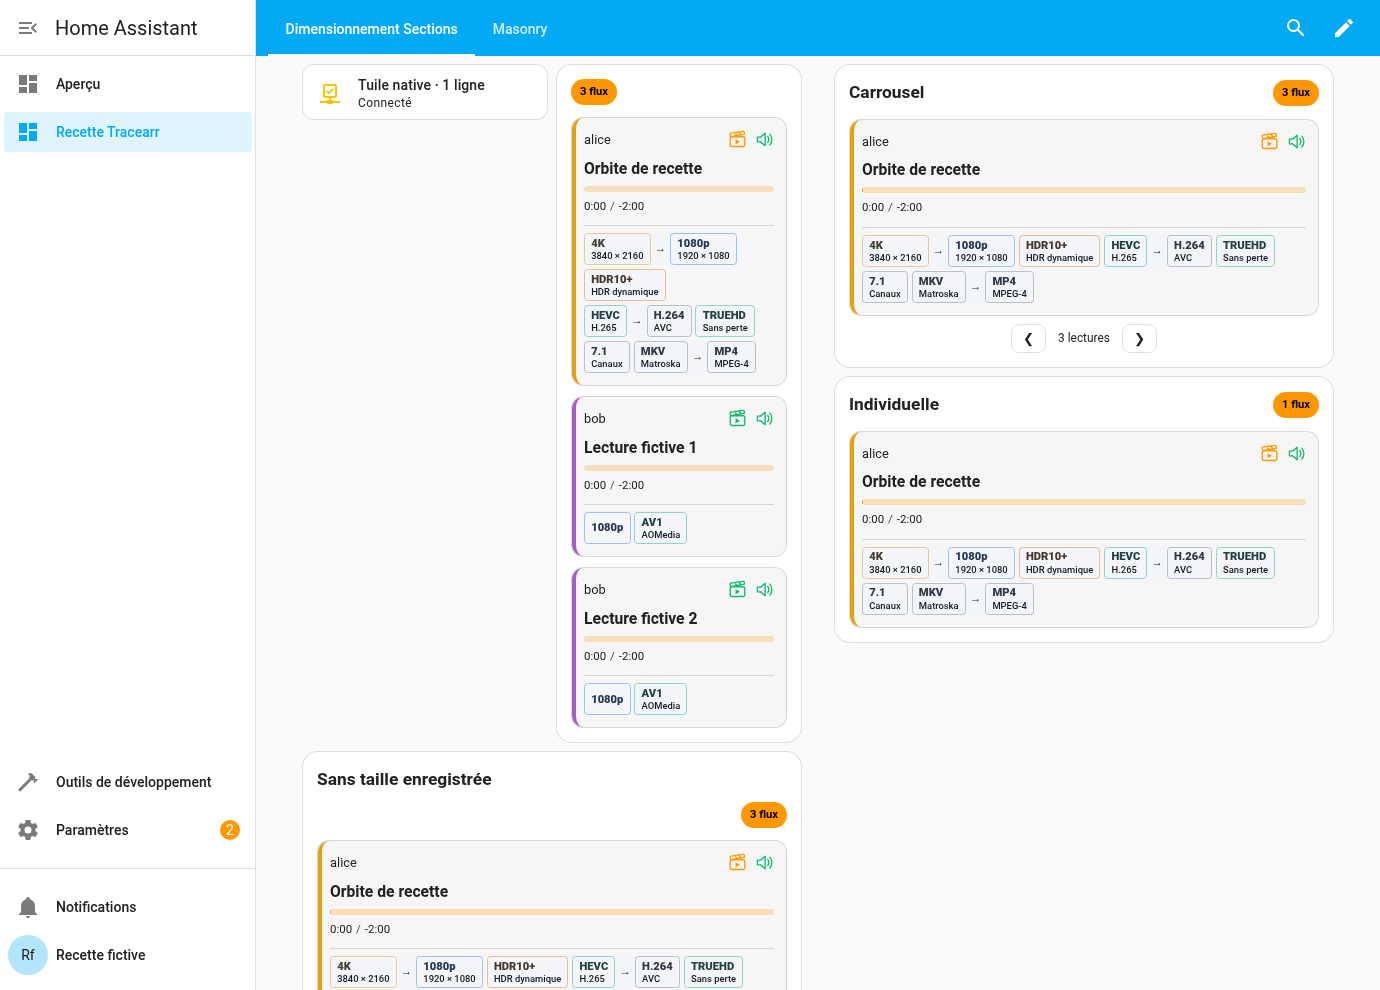 Home Assistant
Dimensionnement Sections
Masonry
Aperçu
Recette Tracearr
Outils de développement
Paramètres
2
Notifications
Rf
Recette fictive
Tuile native · 1 ligne
Connecté
3 flux
alice
Orbite de recette
0:00 / -2:00
4K → 1080p
3840 × 2160 1920 × 1080
HDR10+
HDR dynamique
HEVC → H.264 TRUEHD
H.265 AVC Sans perte
7.1 MKV → MP4
Canaux Matroska MPEG-4
bob
Lecture fictive 1
0:00 / -2:00
1080p AV1
AOMedia
bob
Lecture fictive 2
0:00 / -2:00
1080p AV1
AOMedia
Sans taille enregistrée
3 flux
alice
Orbite de recette
0:00 / -2:00
4K → 1080p HDR10+ HEVC → H.264 TRUEHD
3840 × 2160 1920 × 1080 HDR dynamique H.265 AVC Sans perte
Carrousel
3 flux
alice
Orbite de recette
0:00 / -2:00
4K → 1080p HDR10+ HEVC → H.264 TRUEHD
3840 × 2160 1920 × 1080 HDR dynamique H.265 AVC Sans perte
7.1 MKV → MP4
Canaux Matroska MPEG-4
❮ 3 lectures ❯
Individuelle
1 flux
alice
Orbite de recette
0:00 / -2:00
4K → 1080p HDR10+ HEVC → H.264 TRUEHD
3840 × 2160 1920 × 1080 HDR dynamique H.265 AVC Sans perte
7.1 MKV → MP4
Canaux Matroska MPEG-4